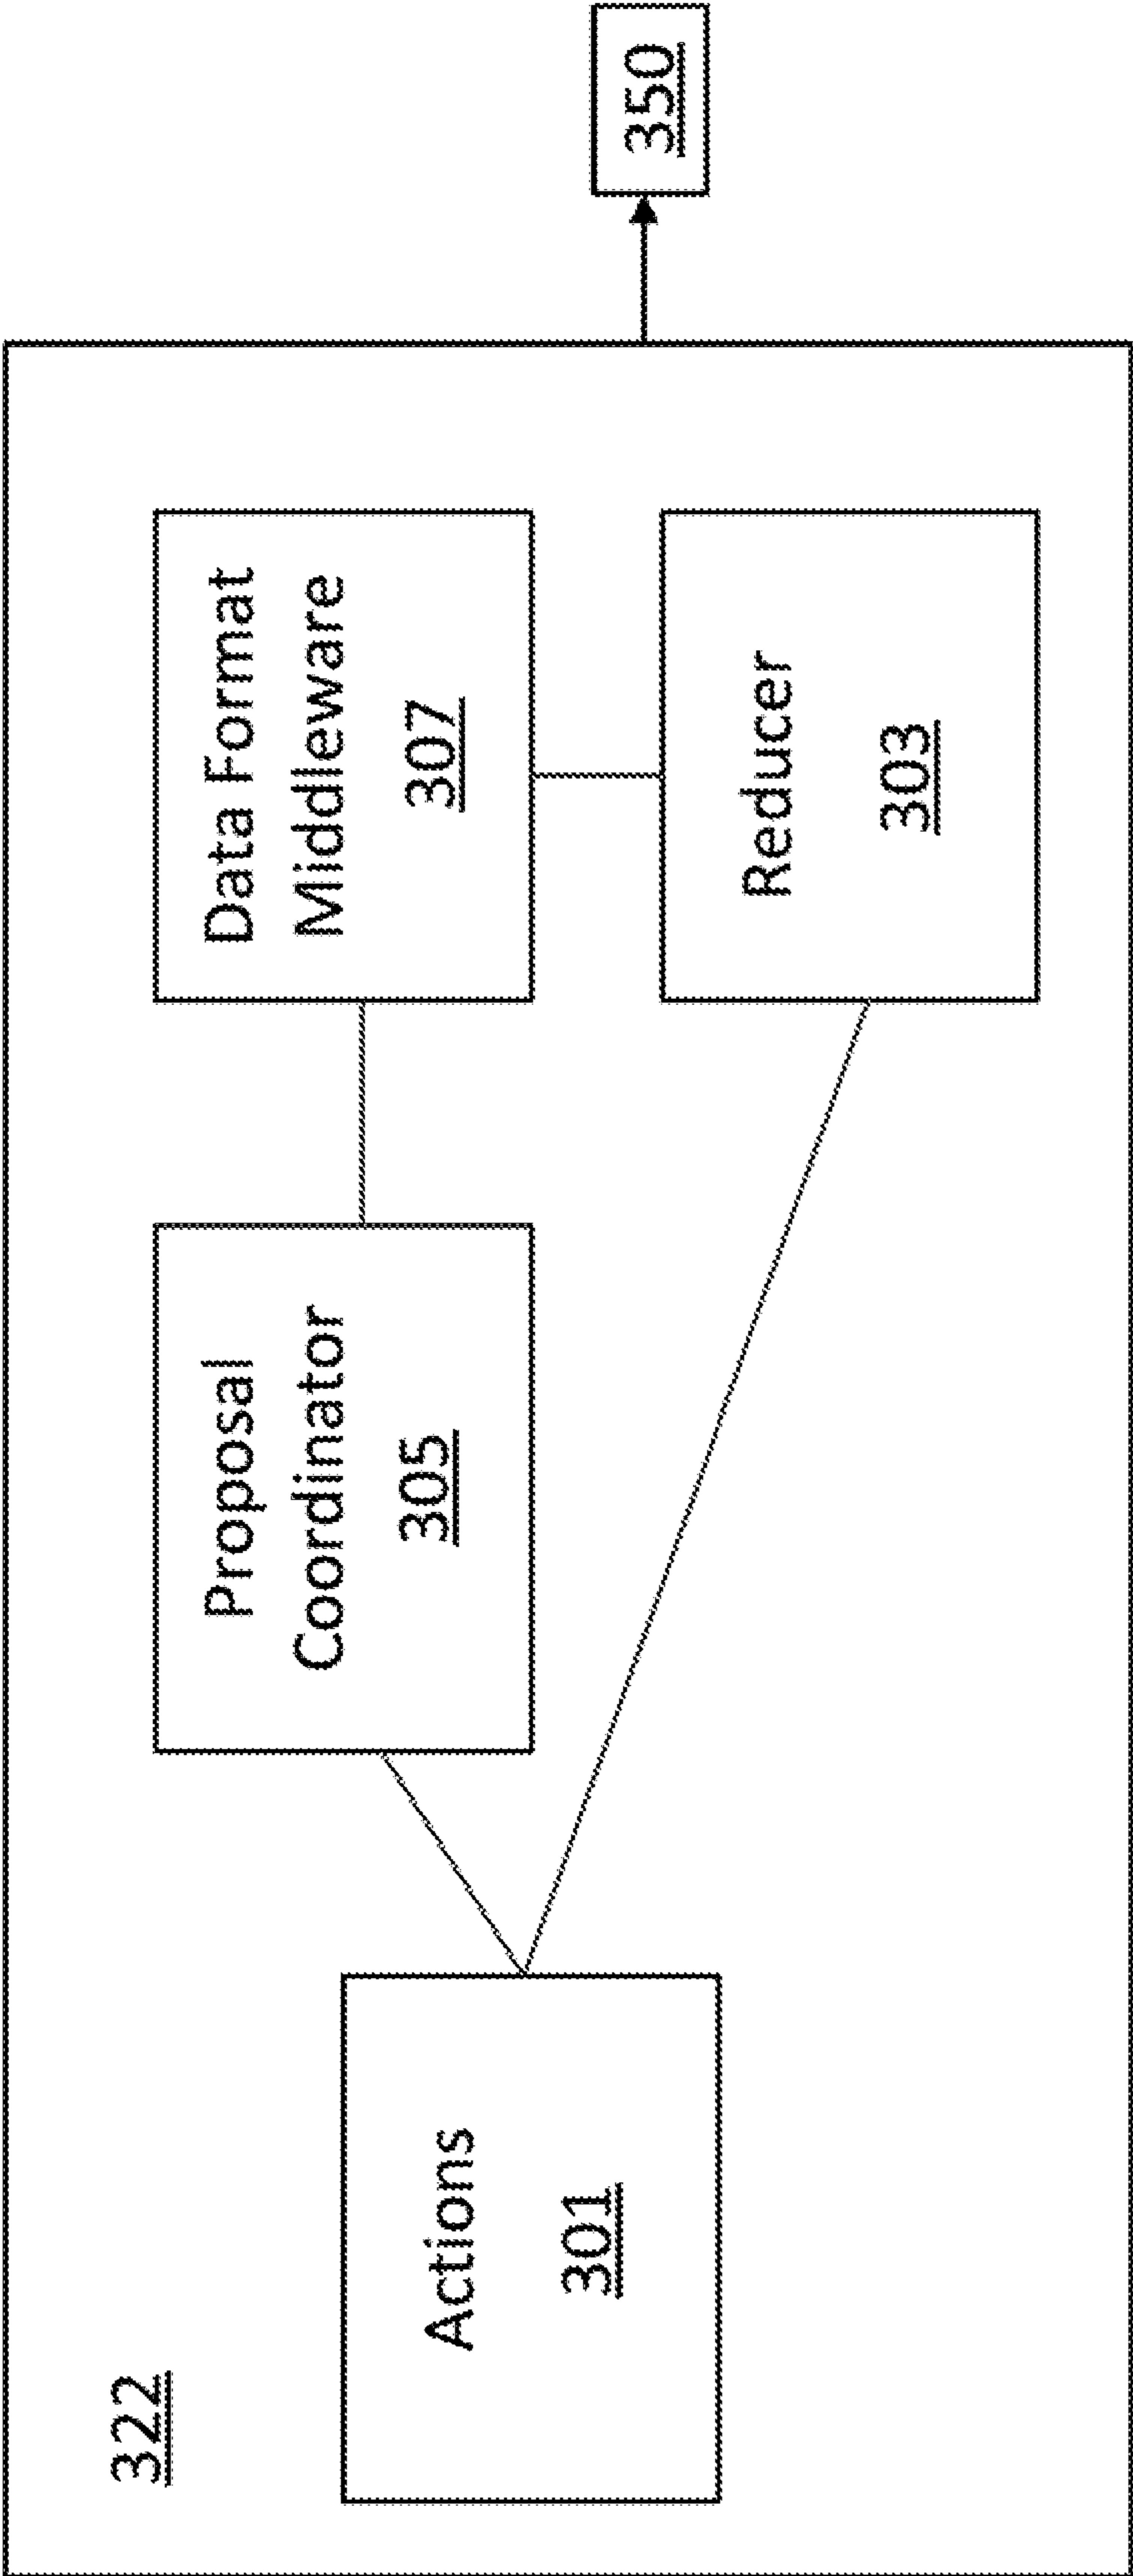 322
Actions
301
Proposal
Coordinator
305
Data Format
Middleware
307
Reducer
303
350